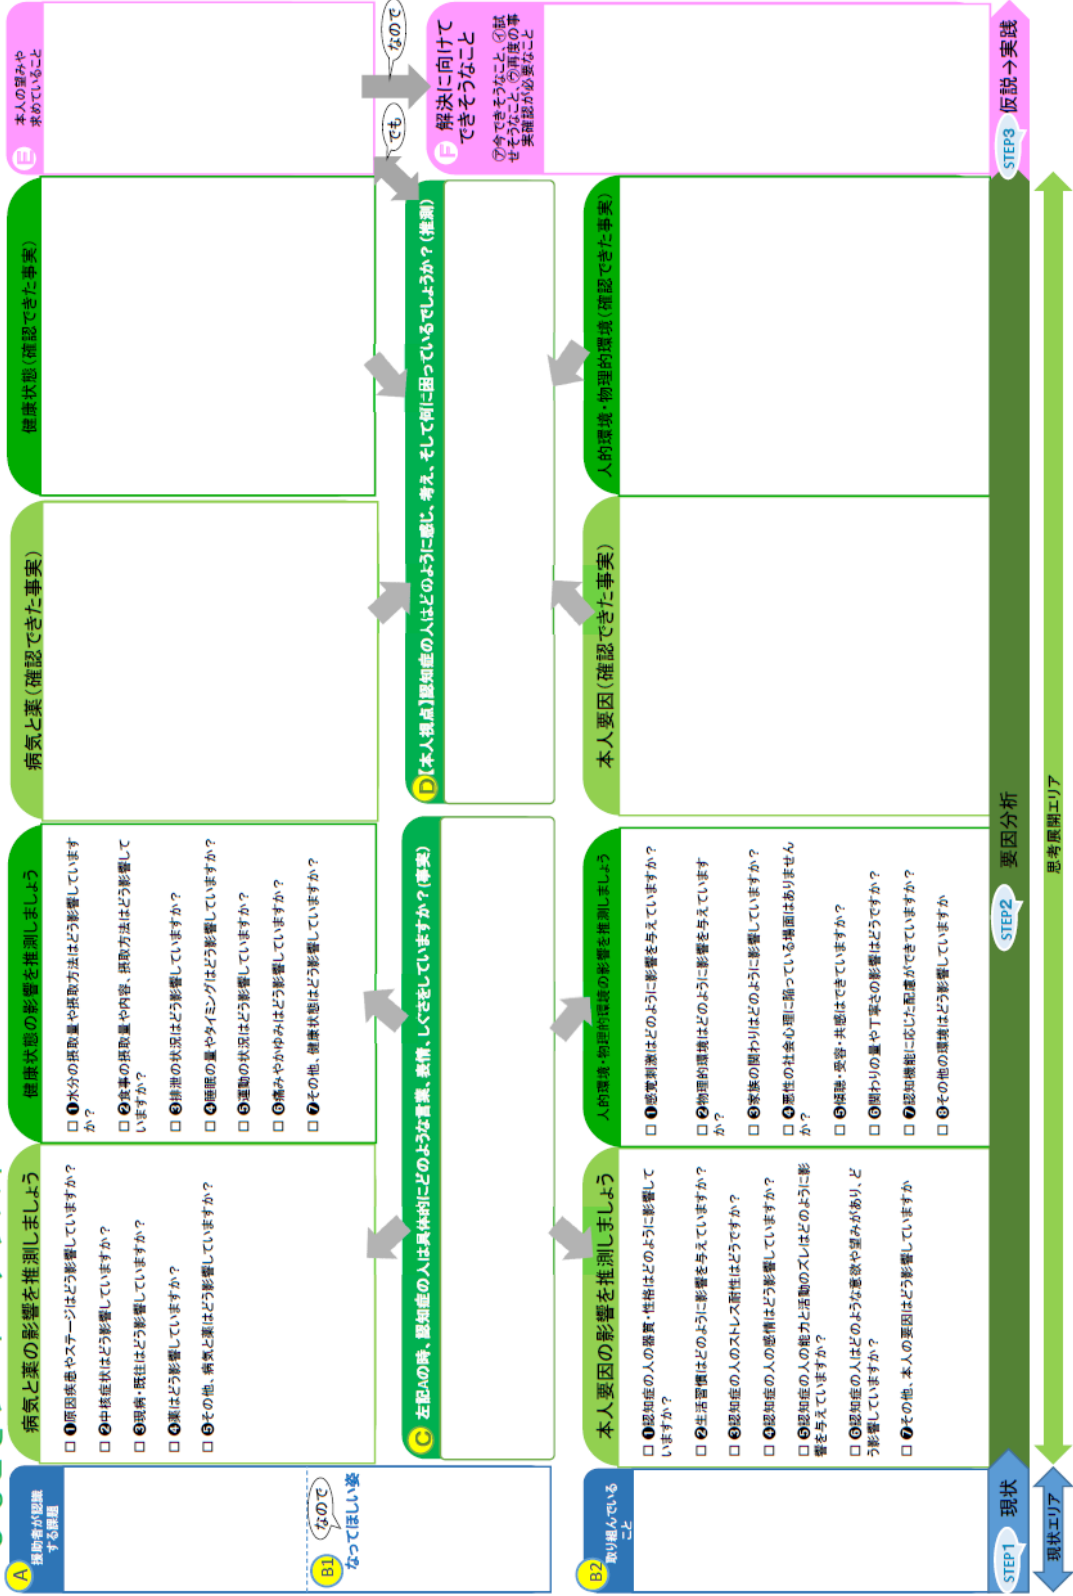 A
援助者が認識
する課題
B1
なので
なってほしい姿
B2
取り組んでいる
こと
病気と薬の影響を推測しましょう
□ ❶原因疾患やステージはどう影響していますか?
□ ❷中核症状はどう影響していますか?
□ ❸現病・既往はどう影響していますか?
□ ❹薬はどう影響していますか?
□ ❺その他、病気と薬はどう影響していますか?
健康状態の影響を推測しましょう
□ ❶水分の摂取量や摂取方法はどう影響しています
か?
□ ❷食事の摂取量や内容、摂取方法はどう影響して
いますか?
□ ❸排泄の状況はどう影響していますか?
□ ❹睡眠の量やタイミングはどう影響していますか?
□ ❺運動の状況はどう影響していますか?
□ ❻痛みやかゆみはどう影響していますか?
□ ❼その他、健康状態はどう影響していますか?
病気と薬(確認できた事実)
健康状態(確認できた事実)
E
本人の望みや
求めていること
C 左記Aの時、認知症の人は具体的にどのような言葉、表情、しぐさをしていますか?(事実)
D【本人視点】認知症の人はどのように感じ、考え、そして何に困っているでしょうか?(推測)
でも
なので
F 解決に向けて
できそうなこと
㋐今できそうなこと、㋑試
せそうなこと、㋒再度の事
実確認が必要なこと
本人要因の影響を推測しましょう
□ ❶認知症の人の器質・性格はどのように影響して
いますか?
□ ❷生活習慣はどのように影響を与えていますか?
□ ❸認知症の人のストレス耐性はどうですか?
□ ❹認知症の人の感情はどう影響していますか?
□ ❺認知症の人の能力と活動のズレはどのように影
響を与えていますか?
□ ❻認知症の人はどのような意欲や望みがあり、ど
う影響していますか?
□ ❼その他、本人の要因はどう影響していますか
人的環境・物理的環境の影響を推測しましょう
□ ❶感覚刺激はどのように影響を与えていますか?
□ ❷物理的環境はどのように影響を与えています
か?
□ ❸家族の関わりはどのように影響していますか?
□ ❹悪性の社会心理に陥っている場面はありません
か?
□ ❺傾聴・受容・共感はできていますか?
□ ❻関わりの量や丁寧さの影響はどうですか?
□ ❼認知機能に応じた配慮ができていますか?
□ ❽その他の環境はどう影響していますか
本人要因(確認できた事実)
人的環境・物理的環境(確認できた事実)
STEP1 現状
STEP2 要因分析
STEP3 仮説→実践
現状エリア
思考展開エリア